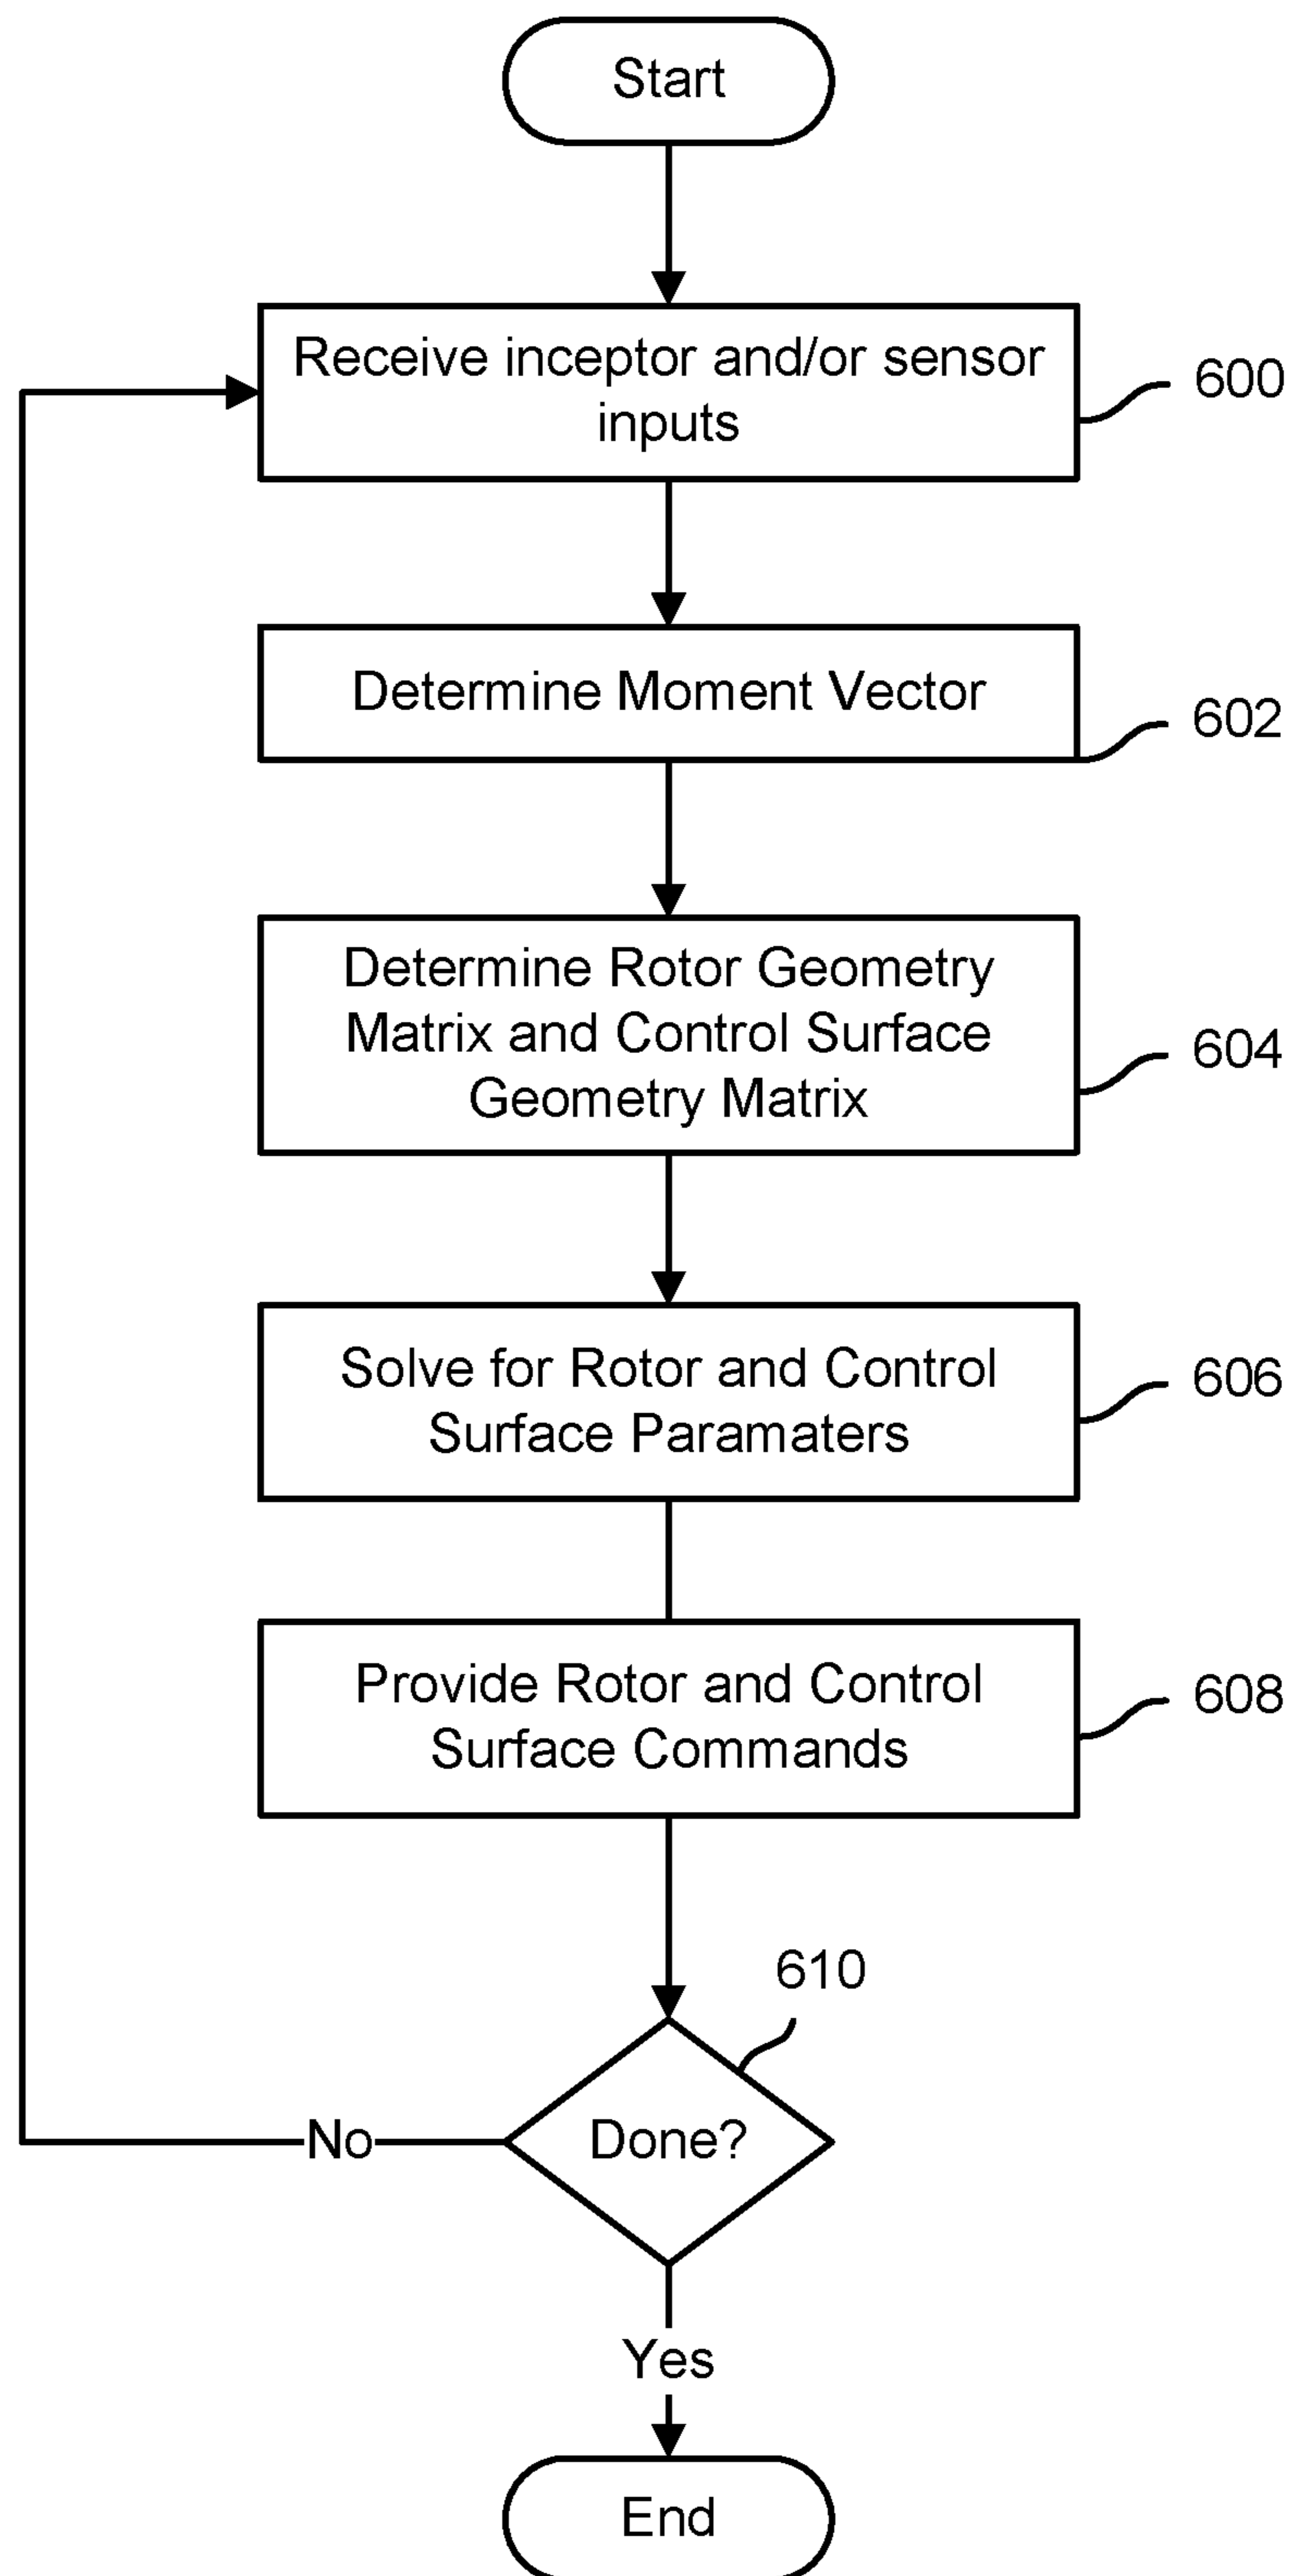 Start
Receive inceptor and/or sensor
inputs
600
Determine Moment Vector
602
Determine Rotor Geometry
Matrix and Control Surface
Geometry Matrix
604
Solve for Rotor and Control
Surface Paramaters
606
Provide Rotor and Control
Surface Commands
608
610
Done?
No
Yes
End